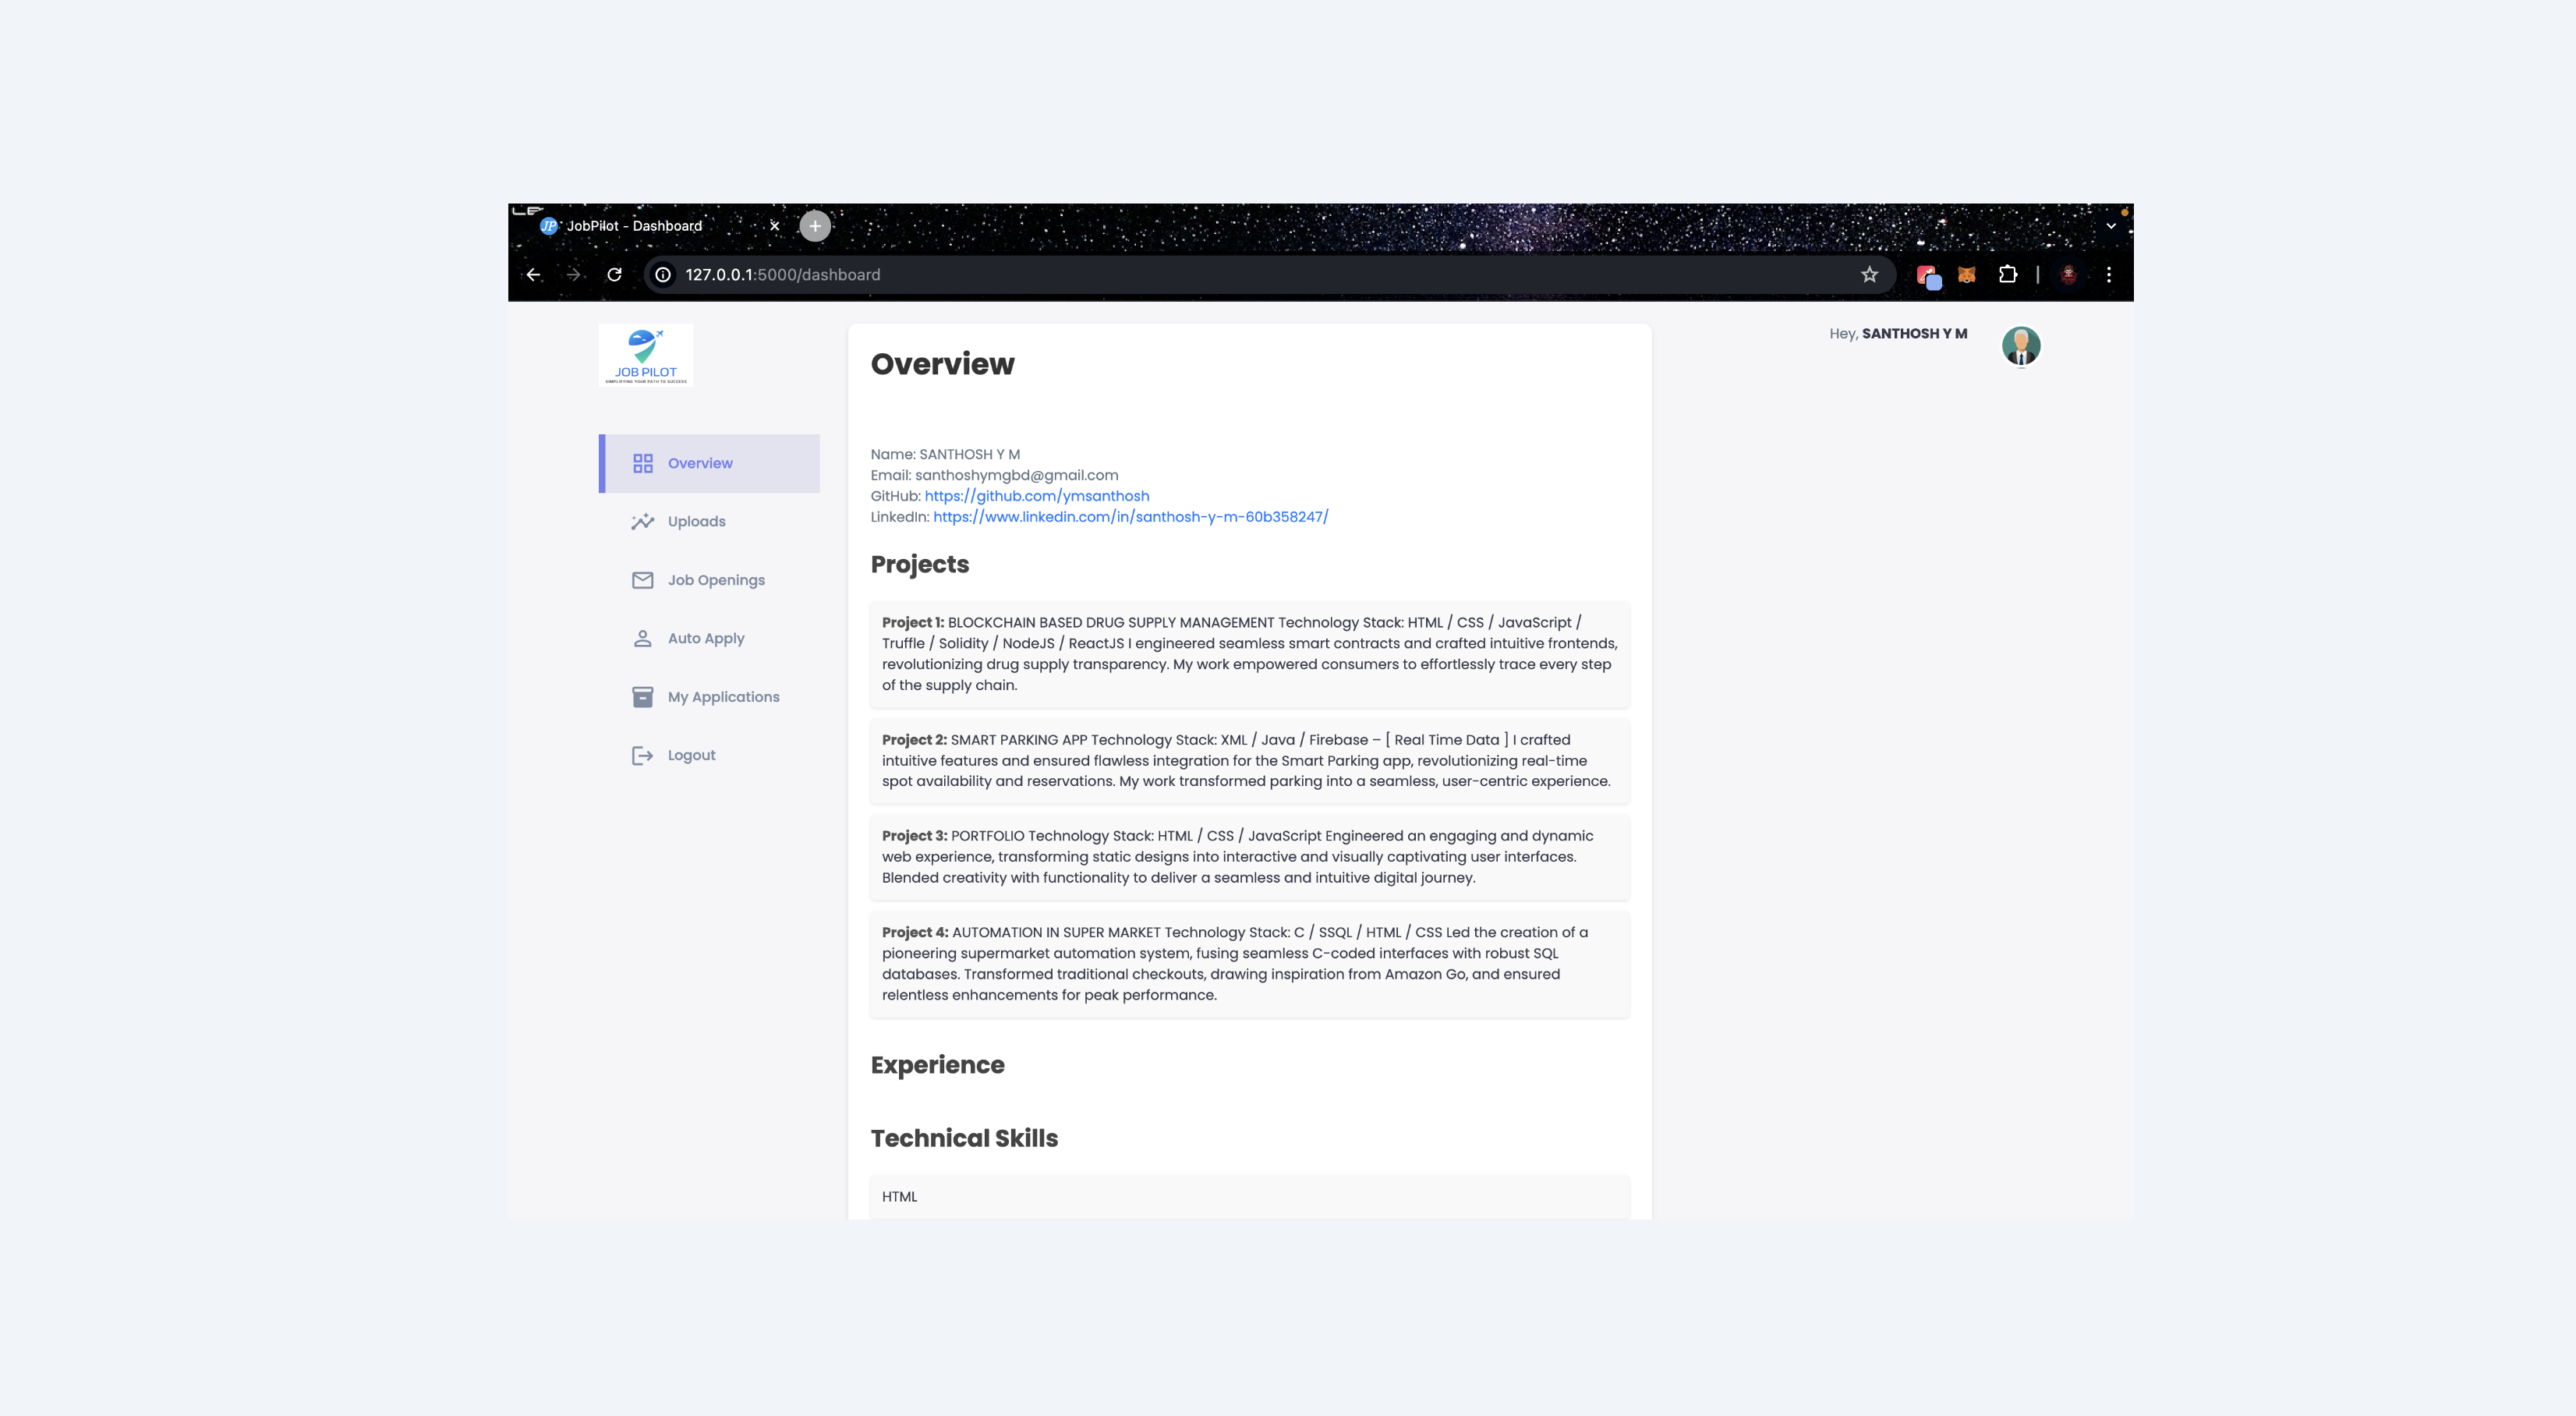 JobPilot - Dashboard
127.0.0.1:5000/dashboard
JOB PILOT
SIMPLIFYING YOUR PATH TO SUCCESS
Overview
Uploads
Job Openings
Auto Apply
My Applications
Logout
Overview
Name: SANTHOSH Y M
Email: santhoshymgbd@gmail.com
GitHub: https://github.com/ymsanthosh
LinkedIn: https://www.linkedin.com/in/santhosh-y-m-60b358247/
Projects
Project 1: BLOCKCHAIN BASED DRUG SUPPLY MANAGEMENT Technology Stack: HTML / CSS / JavaScript /
Truffle / Solidity / NodeJS / ReactJS I engineered seamless smart contracts and crafted intuitive frontends,
revolutionizing drug supply transparency. My work empowered consumers to effortlessly trace every step
of the supply chain.
Project 2: SMART PARKING APP Technology Stack: XML / Java / Firebase – [ Real Time Data ] I crafted
intuitive features and ensured flawless integration for the Smart Parking app, revolutionizing real-time
spot availability and reservations. My work transformed parking into a seamless, user-centric experience.
Project 3: PORTFOLIO Technology Stack: HTML / CSS / JavaScript Engineered an engaging and dynamic
web experience, transforming static designs into interactive and visually captivating user interfaces.
Blended creativity with functionality to deliver a seamless and intuitive digital journey.
Project 4: AUTOMATION IN SUPER MARKET Technology Stack: C / SSQL / HTML / CSS Led the creation of a
pioneering supermarket automation system, fusing seamless C-coded interfaces with robust SQL
databases. Transformed traditional checkouts, drawing inspiration from Amazon Go, and ensured
relentless enhancements for peak performance.
Experience
Technical Skills
HTML
Hey, SANTHOSH Y M